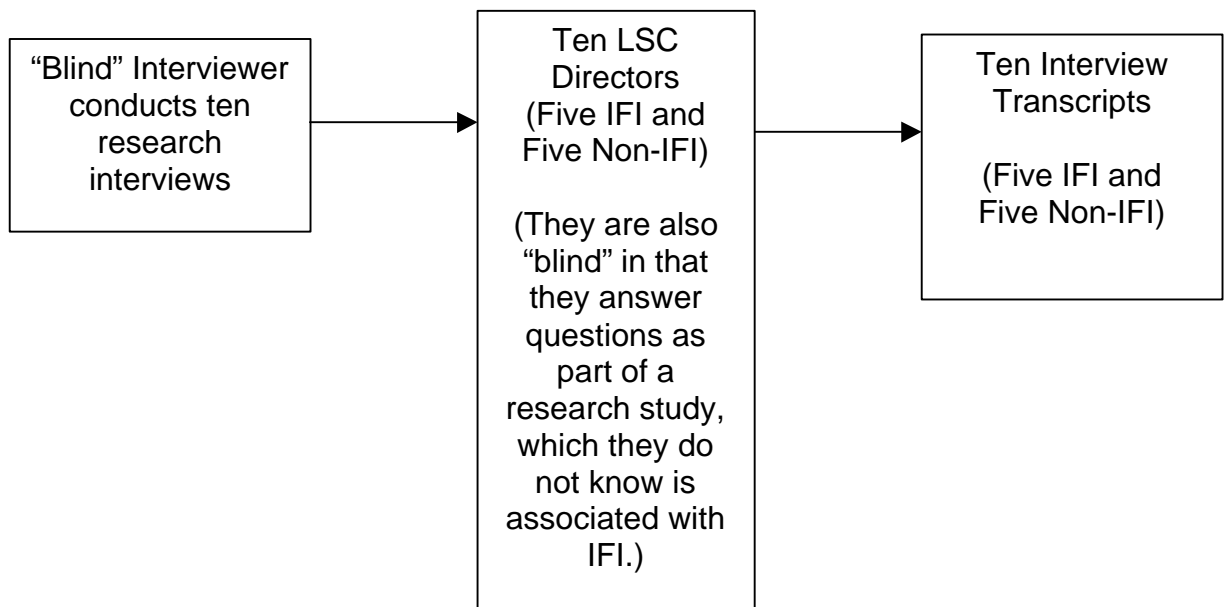 “Blind” Interviewer
conducts ten
research
interviews
Ten LSC
Directors
(Five IFI and
Five Non-IFI)
(They are also
“blind” in that
they answer
questions as
part of a
research study,
which they do
not know is
associated with
IFI.)
Ten Interview
Transcripts
(Five IFI and
Five Non-IFI)